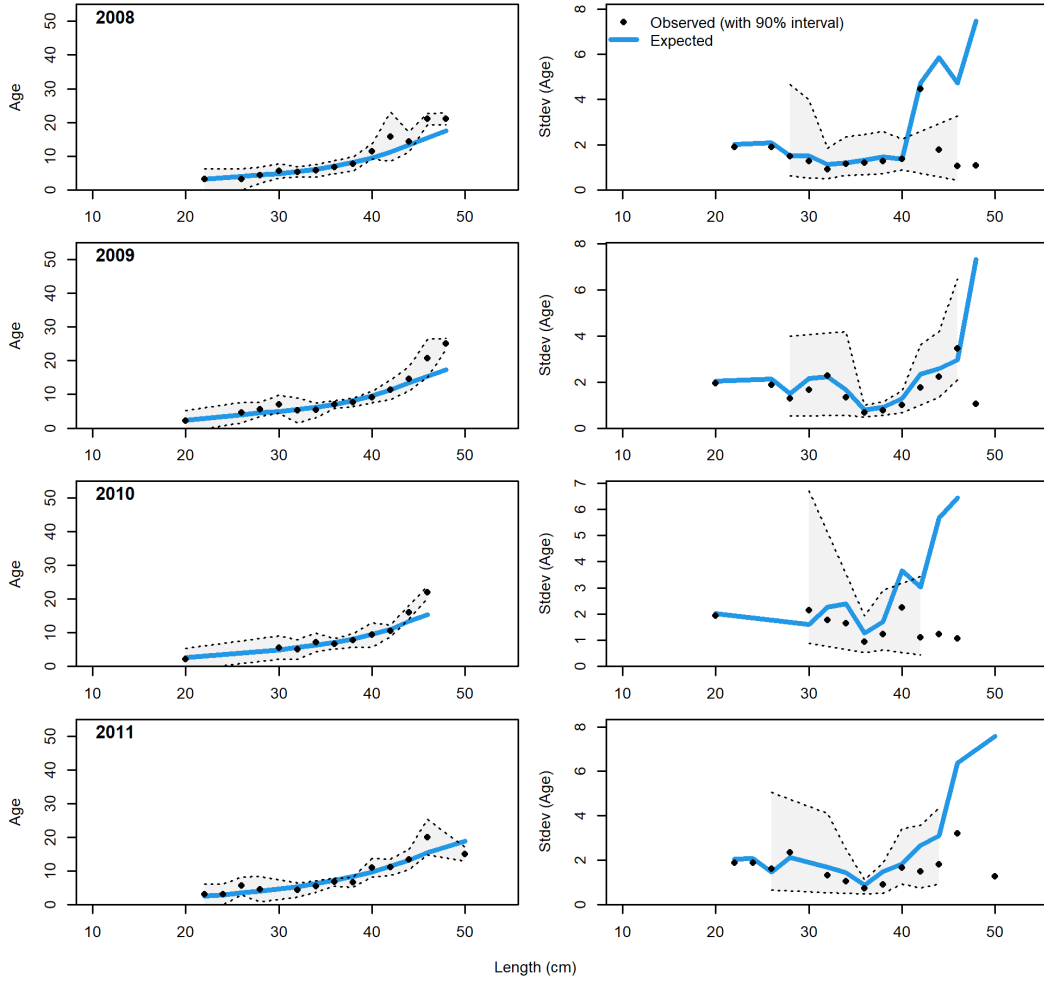 2008
Age
0 10 20 30 40 50
10 20 30 40 50
Observed (with 90% interval)
Expected
Stdev (Age)
0 2 4 6 8
10 20 30 40 50
2009
Age
0 10 20 30 40 50
10 20 30 40 50
Stdev (Age)
0 2 4 6 8
10 20 30 40 50
2010
Age
0 10 20 30 40 50
10 20 30 40 50
Stdev (Age)
0 1 2 3 4 5 6 7
10 20 30 40 50
2011
Age
0 10 20 30 40 50
10 20 30 40 50
Stdev (Age)
0 2 4 6 8
10 20 30 40 50
Length (cm)